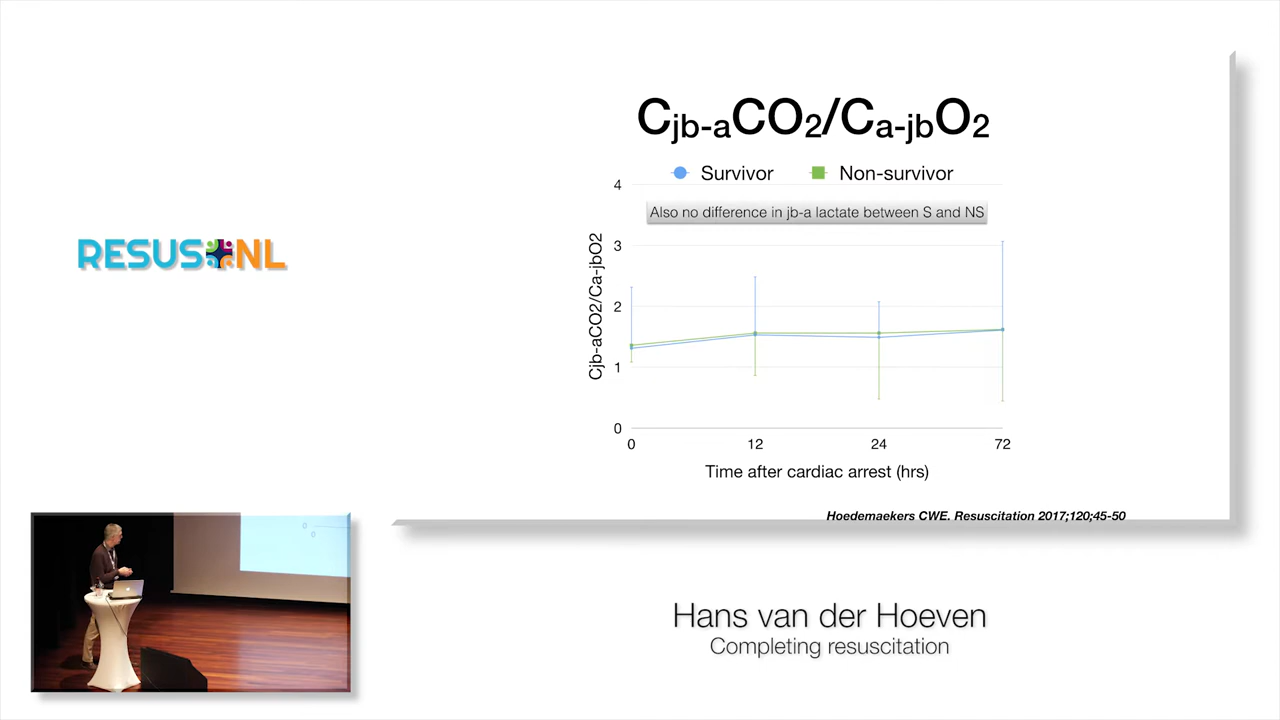 Cjb-aCO2/Ca-jbO2
Survivor Non-survivor
Also no difference in jb-a lactate between S and NS
4
3
2
1
0
Cjb-aCO2/Ca-jbO2
0 12 24 72
Time after cardiac arrest (hrs)
Hoedemaekers CWE. Resuscitation 2017;120;45-50
RESUS NL
0
0
Hans van der Hoeven
Completing resuscitation